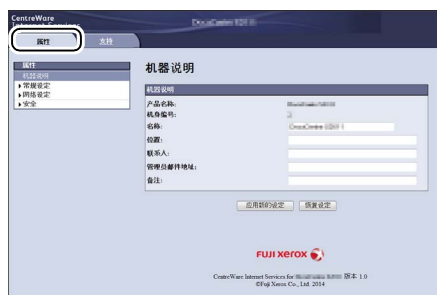 CentreWare
Internet Services
属性
支持
属性
机器说明
常规设定
网络设定
安全
机器说明
机器说明
产品名称:
机身编号:
名称:
位置:
联系人:
管理员邮件地址:
备注:
应用新的设定 恢复设定
FUJI XEROX
CentreWare Internet Services for 版本 1.0
©Fuji Xerox Co., Ltd. 2014